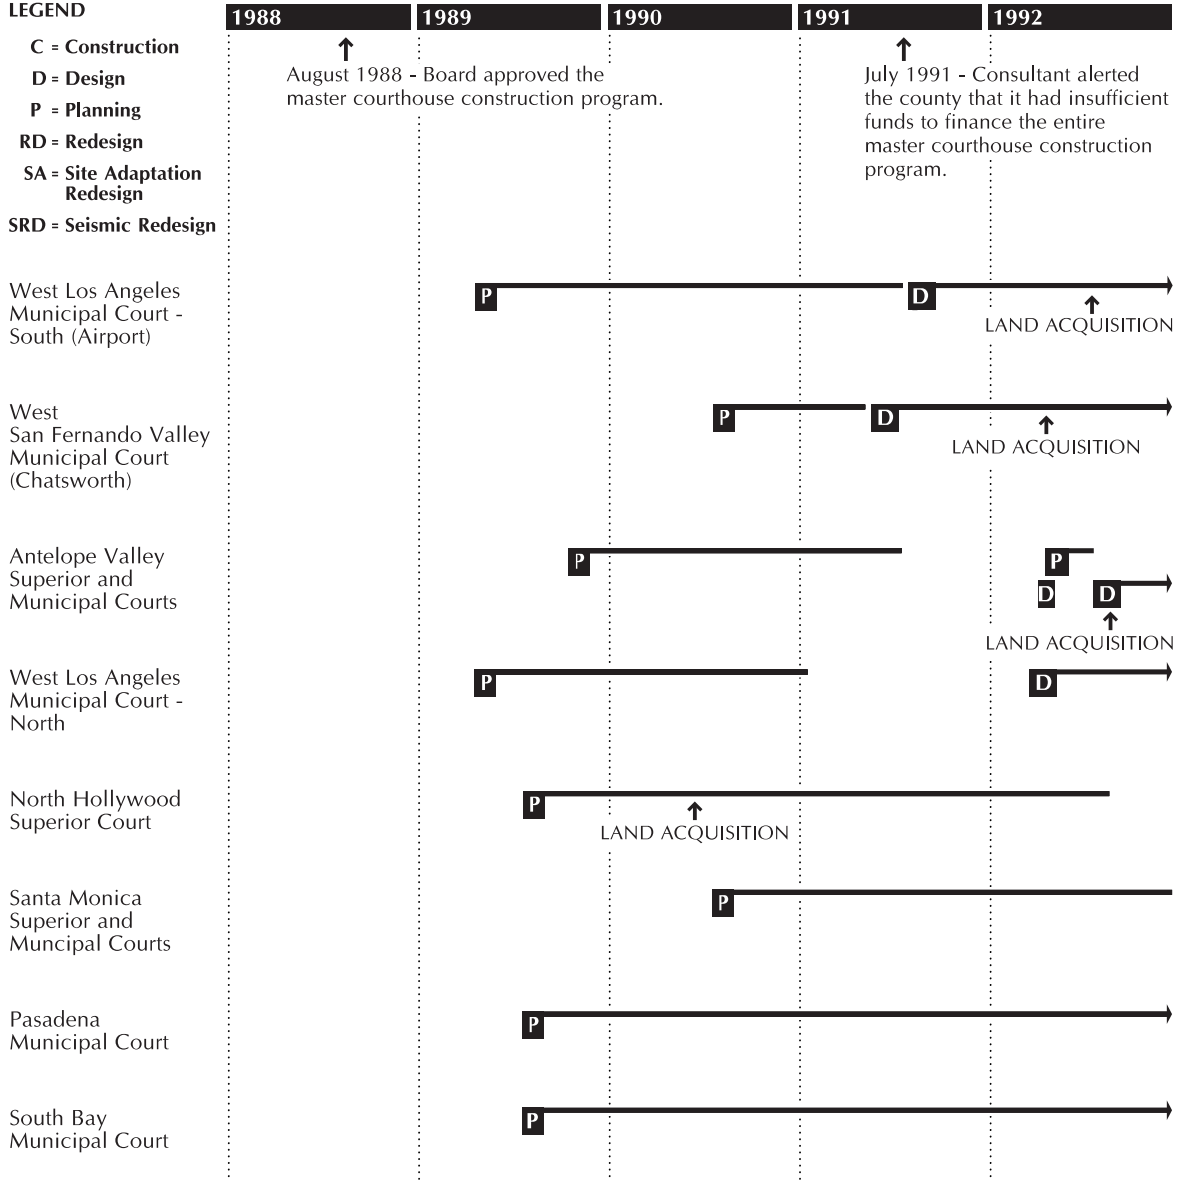 LEGEND
C = Construction
D = Design
P = Planning
RD = Redesign
SA = Site Adaptation
Redesign
SRD = Seismic Redesign
1988 1989 1990 1991 1992
August 1988 - Board approved the
master courthouse construction program.
July 1991 - Consultant alerted
the county that it had insufficient
funds to finance the entire
master courthouse construction
program.
West Los Angeles
Municipal Court -
South (Airport)
P D
LAND ACQUISITION
West
San Fernando Valley
Municipal Court
(Chatsworth)
P D
LAND ACQUISITION
Antelope Valley
Superior and
Municipal Courts
P P
D D
LAND ACQUISITION
West Los Angeles
Municipal Court -
North
P D
North Hollywood
Superior Court
P
LAND ACQUISITION
Santa Monica
Superior and
Muncipal Courts
P
Pasadena
Municipal Court
P
South Bay
Municipal Court
P